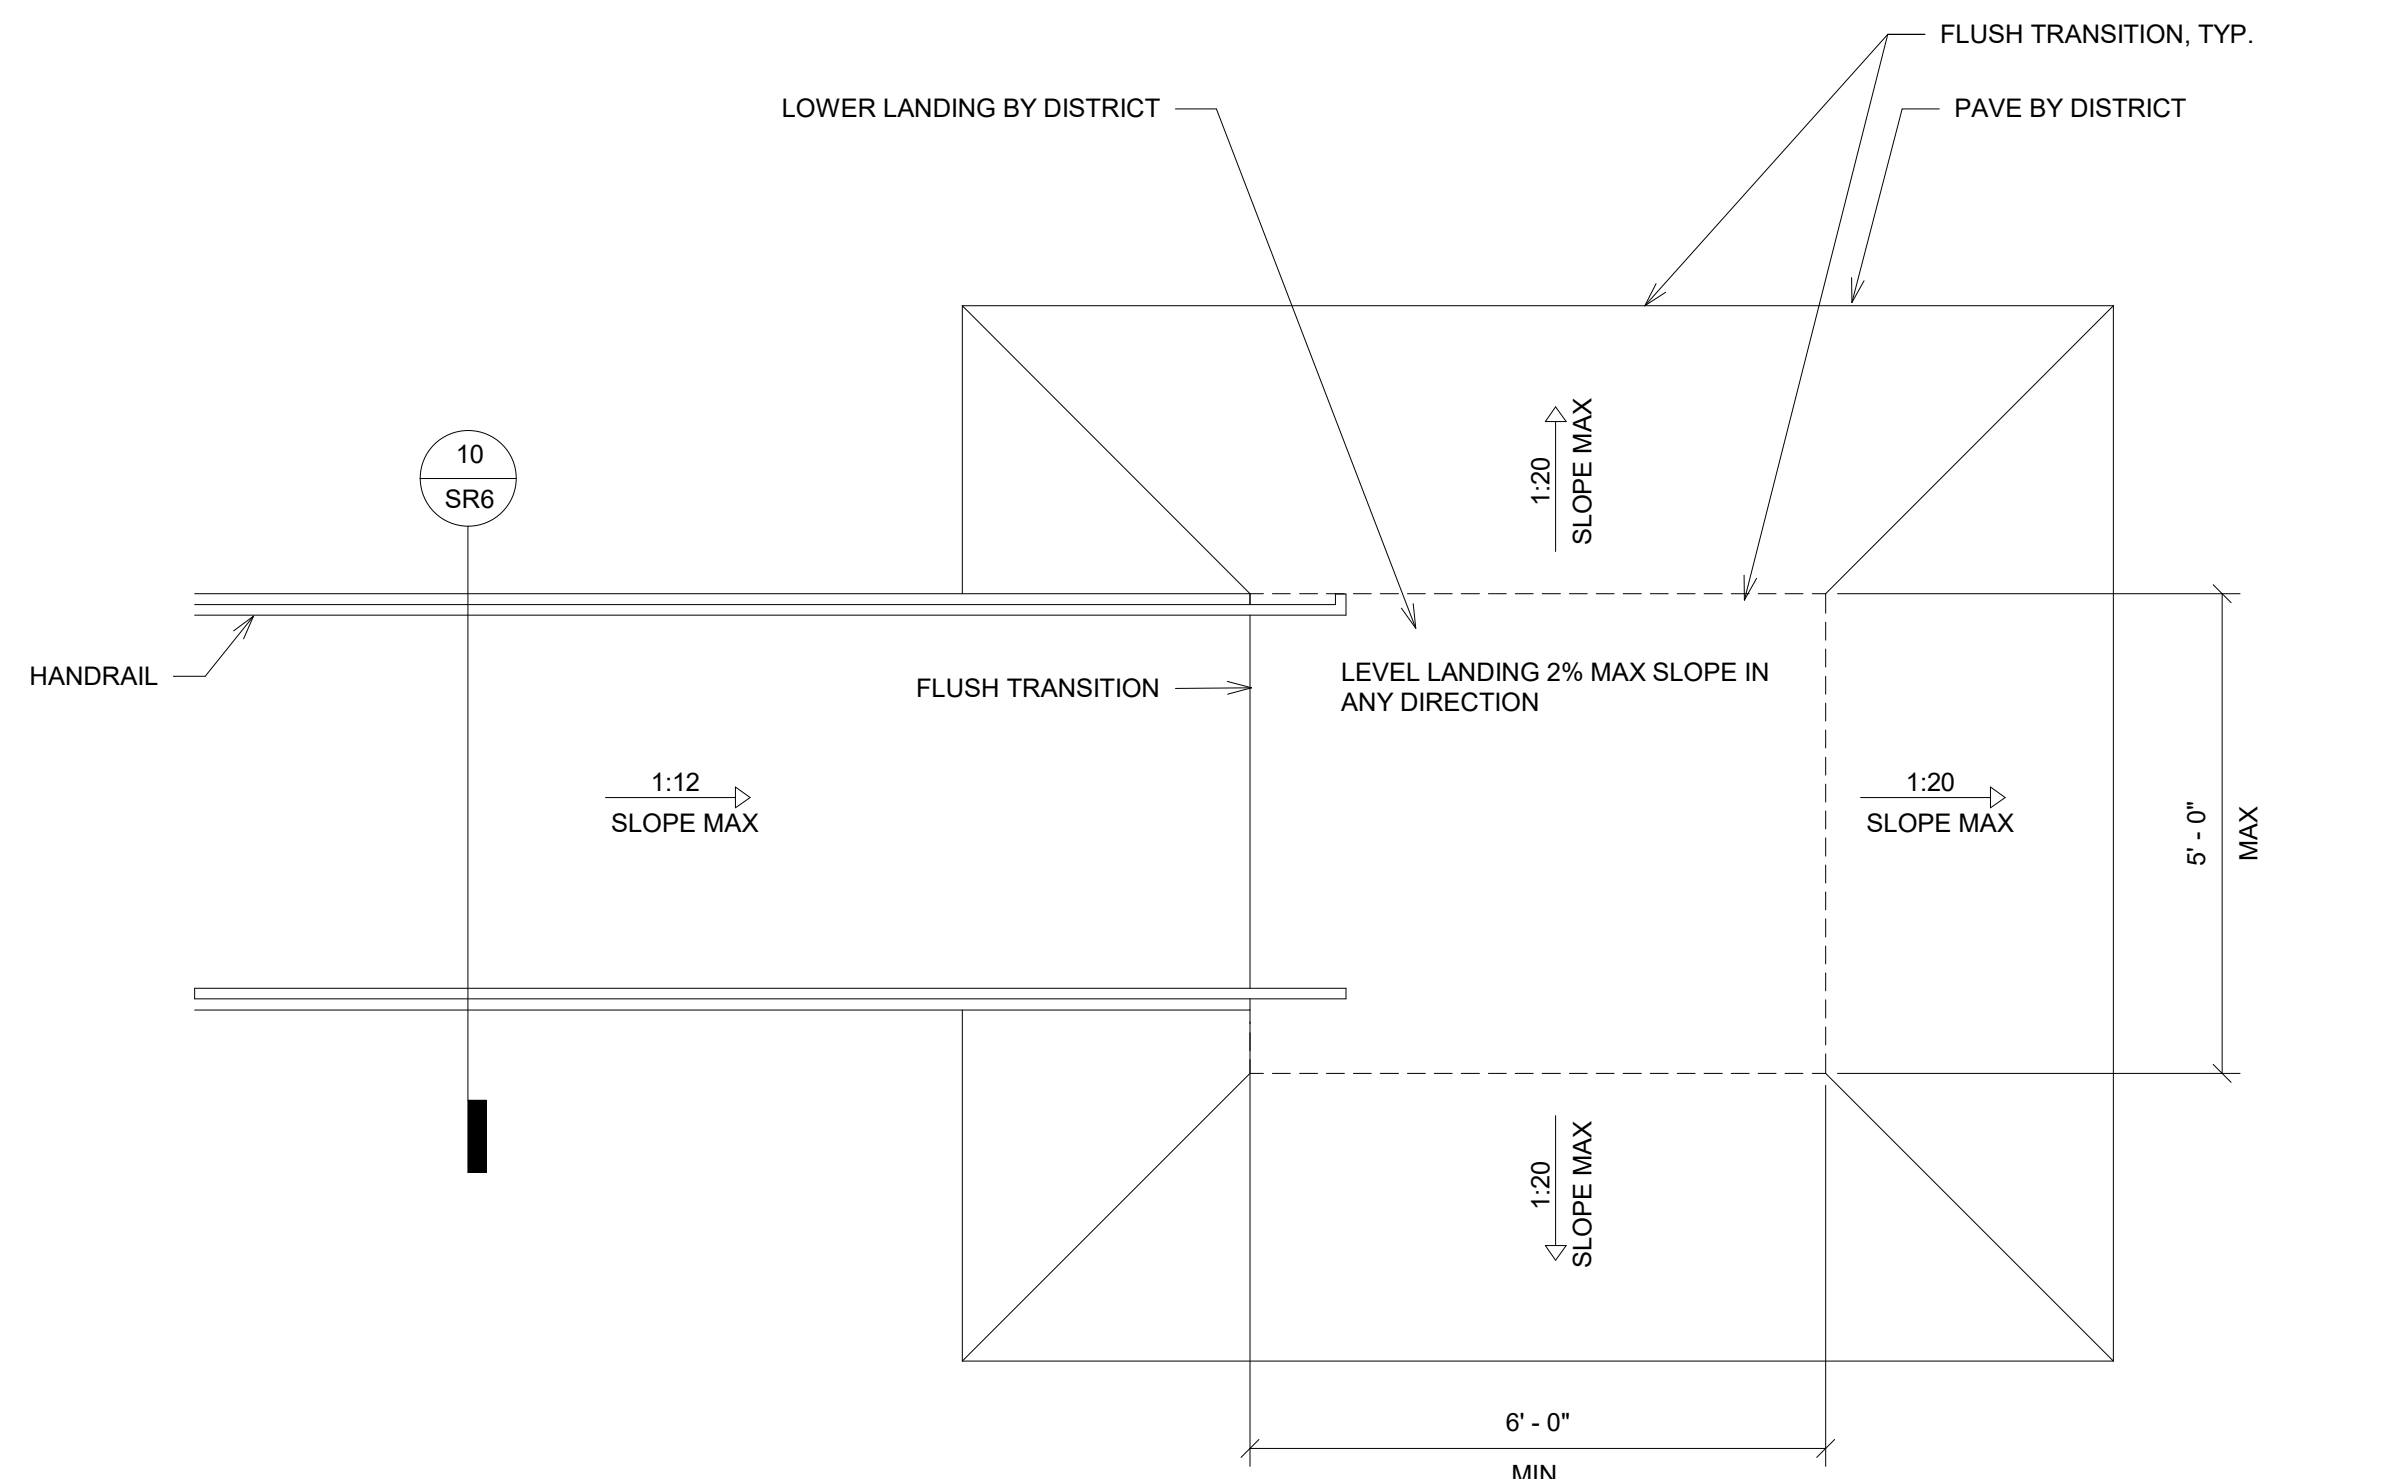 FLUSH TRANSITION, TYP.
LOWER LANDING BY DISTRICT
PAVE BY DISTRICT
1:20
SLOPE MAX
10
SR6
HANDRAIL
FLUSH TRANSITION
LEVEL LANDING 2% MAX SLOPE IN
ANY DIRECTION
1:12
SLOPE MAX
1:20
SLOPE MAX
5' - 0"
MAX
1:20
SLOPE MAX
6' - 0"
MIN